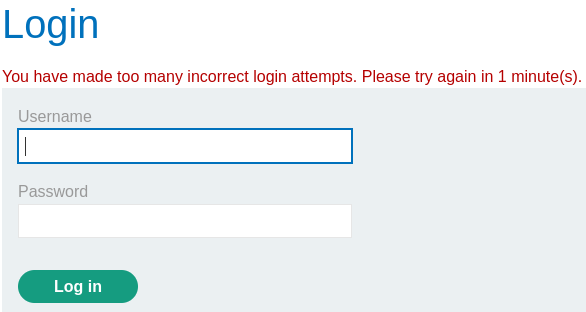 Login
You have made too many incorrect login attempts. Please try again in 1 minute(s).
Username
Password
Log in